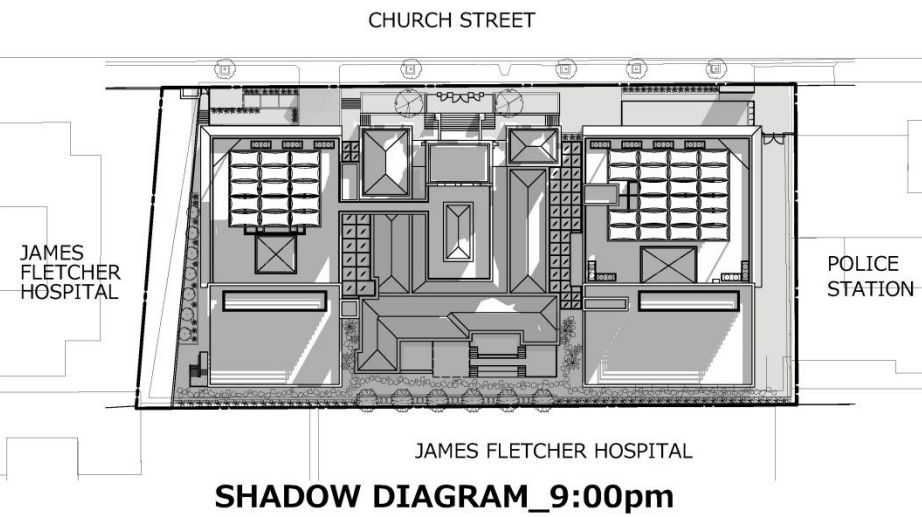 CHURCH STREET
JAMES
FLETCHER
HOSPITAL
POLICE
STATION
JAMES FLETCHER HOSPITAL
SHADOW DIAGRAM_9:00pm